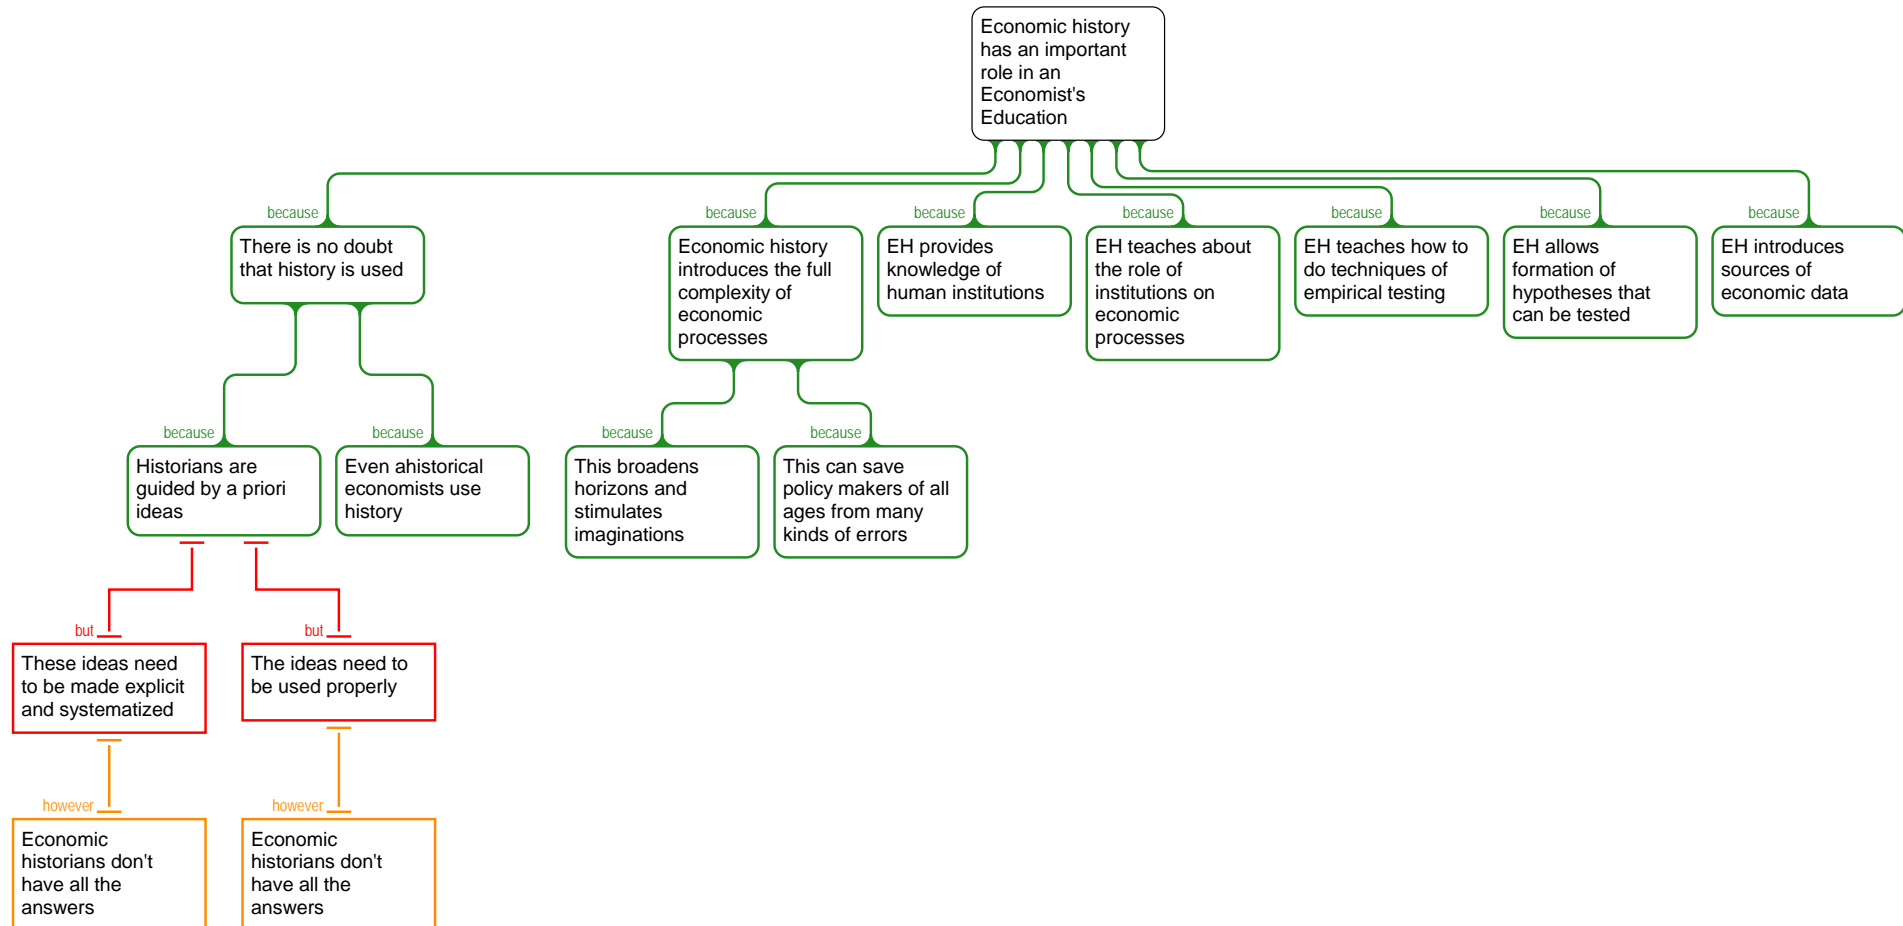 Economic history
has an important
role in an
Economist's
Education
because
There is no doubt
that history is used
because
Economic history
introduces the full
complexity of
economic
processes
because
EH provides
knowledge of
human institutions
because
EH teaches about
the role of
institutions on
economic
processes
because
EH teaches how to
do techniques of
empirical testing
because
EH allows
formation of
hypotheses that
can be tested
because
EH introduces
sources of
economic data
because
Historians are
guided by a priori
ideas
because
Even ahistorical
economists use
history
because
This broadens
horizons and
stimulates
imaginations
because
This can save
policy makers of all
ages from many
kinds of errors
but
These ideas need
to be made explicit
and systematized
but
The ideas need to
be used properly
however
Economic
historians don't
have all the
answers
however
Economic
historians don't
have all the
answers